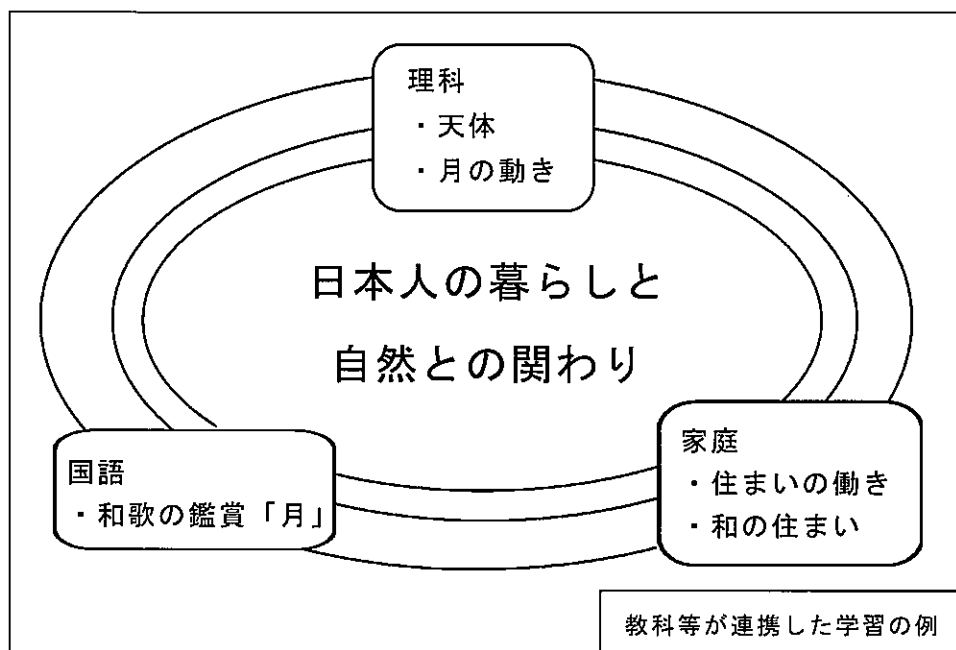 理科
・天体
・月の動き
日本人の暮らしと
自然との関わり
国語
・和歌の鑑賞「月」
家庭
・住まいの働き
・和の住まい
教科等が連携した学習の例